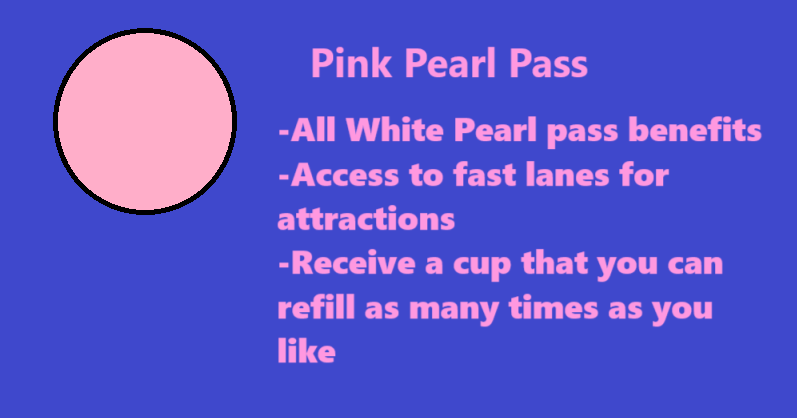 Pink Pearl Pass
-All White Pearl pass benefits
-Access to fast lanes for
attractions
-Receive a cup that you can
refill as many times as you
like